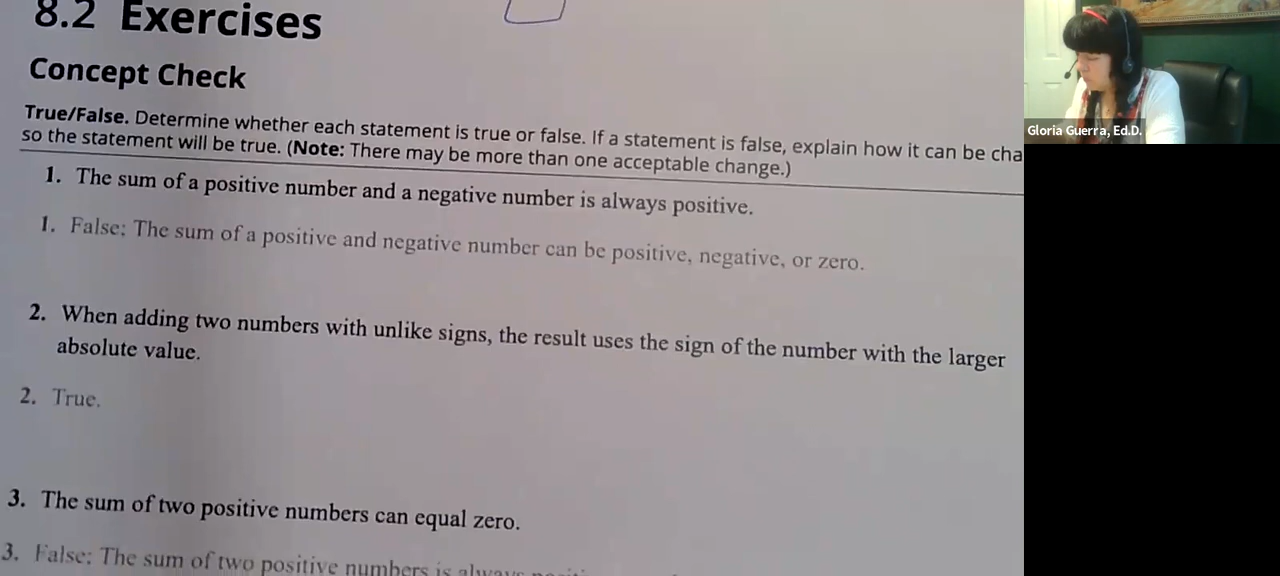 8.2 Exercises
Concept Check
True/False. Determine whether each statement is true or false. If a statement is false, explain how it can be
so the statement will be true. (Note: There may be more than one acceptable change.)
1. The sum of a positive number and a negative number is always positive.
1. False: The sum of a positive and negative number can be positive, negative, or zero.
2. When adding two numbers with unlike signs, the result uses the sign of the number with the larger
absolute value.
2. True.
3. The sum of two positive numbers can equal zero.
3. False: The sum of two positive numbers is always
Gloria Guerra, Ed.D.